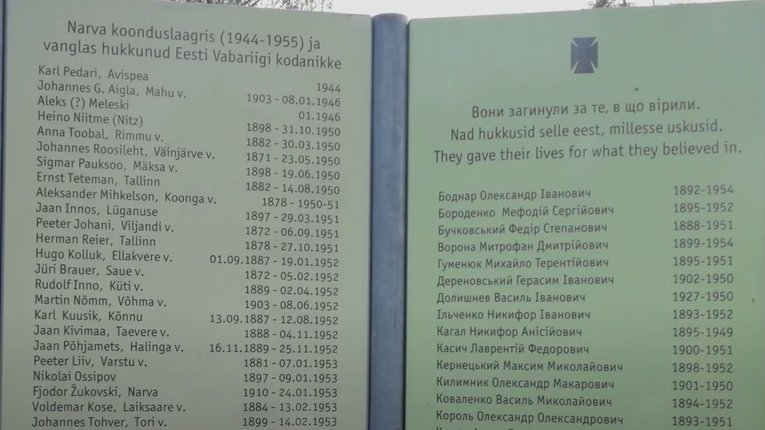 Narva koonduslaagris (1944-1955) ja
vanglas hukkunud Eesti Vabariigi kodanikke
Karl Pedari, Avispea 1944
Johannes G. Aigla, Mahu v. 1903 - 08.01.1946
Aleks (?) Meleski 01.1946
Heino Niitme (Nitz) 1898 - 31.10.1950
Anna Toobal, Rimmu v. 1882 - 30.03.1950
Johannes Roosileht, Väinjärve v. 1871 - 23.05.1950
Sigmar Pauksoo, Mäksa v. 1898 - 19.06.1950
Ernst Teteman, Tallinn 1882 - 14.08.1950
Aleksander Mihkelson, Koonga v. 1878 - 1950-51
Jaan Innos, Lüganuse 1897 - 29.03.1951
Peeter Johani, Viljandi v. 1872 - 06.09.1951
Herman Reier, Tallinn 1878 - 27.10.1951
Hugo Kolluk, Ellakvere v. 01.09.1887 - 19.01.1952
Jüri Brauer, Saue v. 1872 - 05.02.1952
Rudolf Inno, Küti v. 1889 - 02.04.1952
Martin Nömm, Võhma v. 1903 - 08.06.1952
Karl Kuusik, Kõnnu 13.09.1887 - 12.08.1952
Jaan Kivimaa, Taevere v. 1888 - 04.11.1952
Jaan Põhjamets, Halinga v. 16.11.1889 - 25.11.1952
Peeter Liiv, Varstu v. 1881 - 07.01.1953
Nikolai Ossipov 1897 - 09.01.1953
Fjodor Žukovski, Narva 1910 - 24.01.1953
Voldemar Kose, Laiksaare v. 1884 - 13.02.1953
Johannes Tohver, Tori v. 1899 - 14.02.1953
Вони загинули за те, в що вірили.
Nad hukkusid selle eest, millesse uskusid.
They gave their lives for what they believed in.
Боднар Олександр Іванович 1892-1954
Бороденко Мефодій Сергійович 1895-1952
Бучковський Федір Степанович 1888-1951
Ворона Митрофан Дмитрійович 1899-1954
Гуменюк Михайло Терентійович 1895-1951
Дереновський Герасим Іванович 1902-1950
Долишнев Василь Іванович 1927-1950
Ільченко Никифор Іванович 1893-1952
Кагал Никифор Анісійович 1895-1949
Касич Лаврентій Федорович 1900-1951
Кернецький Максим Миколайович 1898-1952
Килимник Олександр Макарович 1901-1950
Коваленко Василь Миколайович 1894-1952
Король Олександр Олександрович 1893-1951